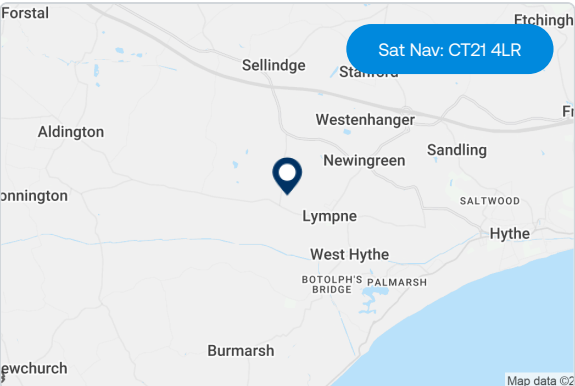 Forstal
Etchingh
Sat Nav: CT21 4LR
Sellindge
Stanford
Westenhanger
Aldington
Sandling
Newingreen
onnington
SALTWOOD
Lympne
Hythe
West Hythe
BOTOLPH'S
BRIDGE
PALMARSH
Burmarsh
ewchurch
Map data ©2